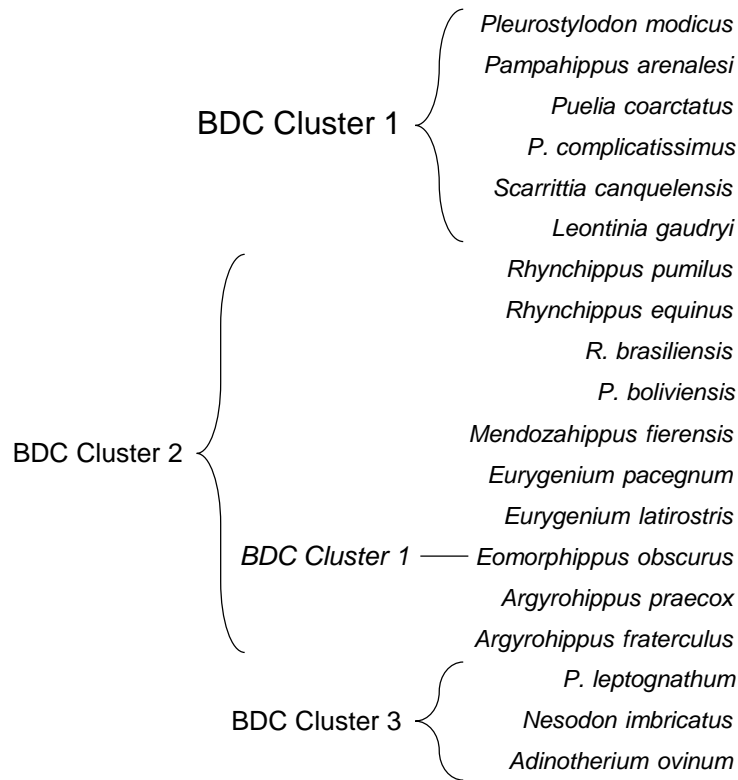 Pleurostylodon modicus
Pampahippus arenalesi
Puelia coarctatus
BDC Cluster 1
P. complicatissimus
Scarrittia canquelensis
Leontinia gaudryi
Rhynchippus pumilus
Rhynchippus equinus
R. brasiliensis
P. boliviensis
Mendozahippus fierensis
BDC Cluster 2
Eurygenium pacegnum
Eurygenium latirostris
BDC Cluster 1
Eomorphippus obscurus
Argyrohippus praecox
Argyrohippus fraterculus
P. leptognathum
BDC Cluster 3
Nesodon imbricatus
Adinotherium ovinum